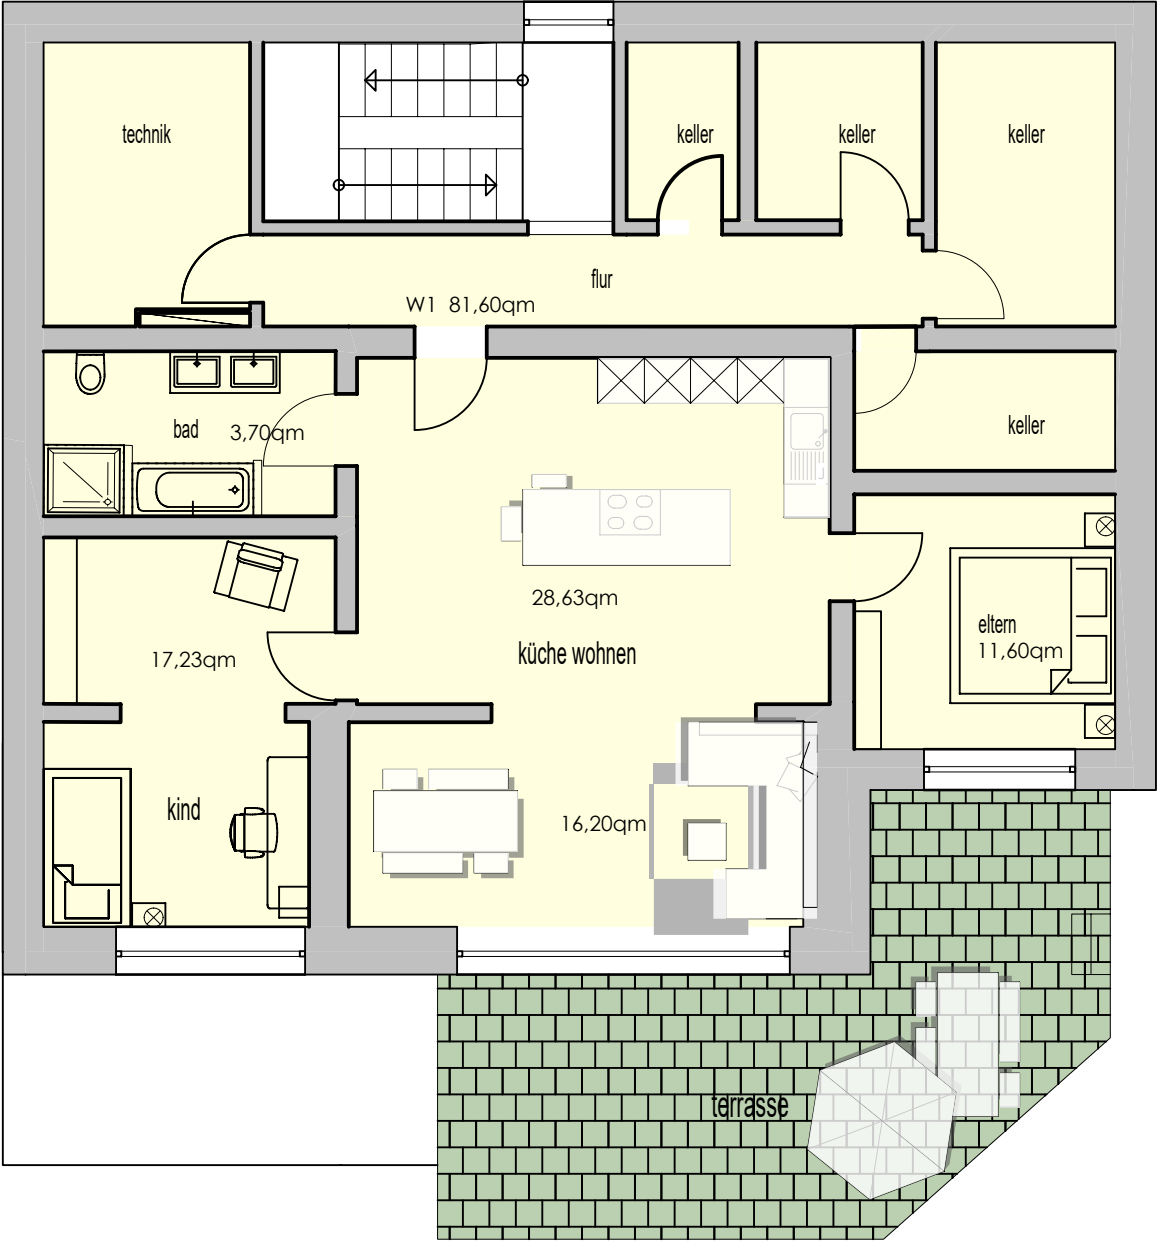 technik
keller
keller
keller
flur
W1 81,60qm
keller
bad 3,70qm
28,63qm
eltern
11,60qm
küche wohnen
17,23qm
kind
16,20qm
terrasse